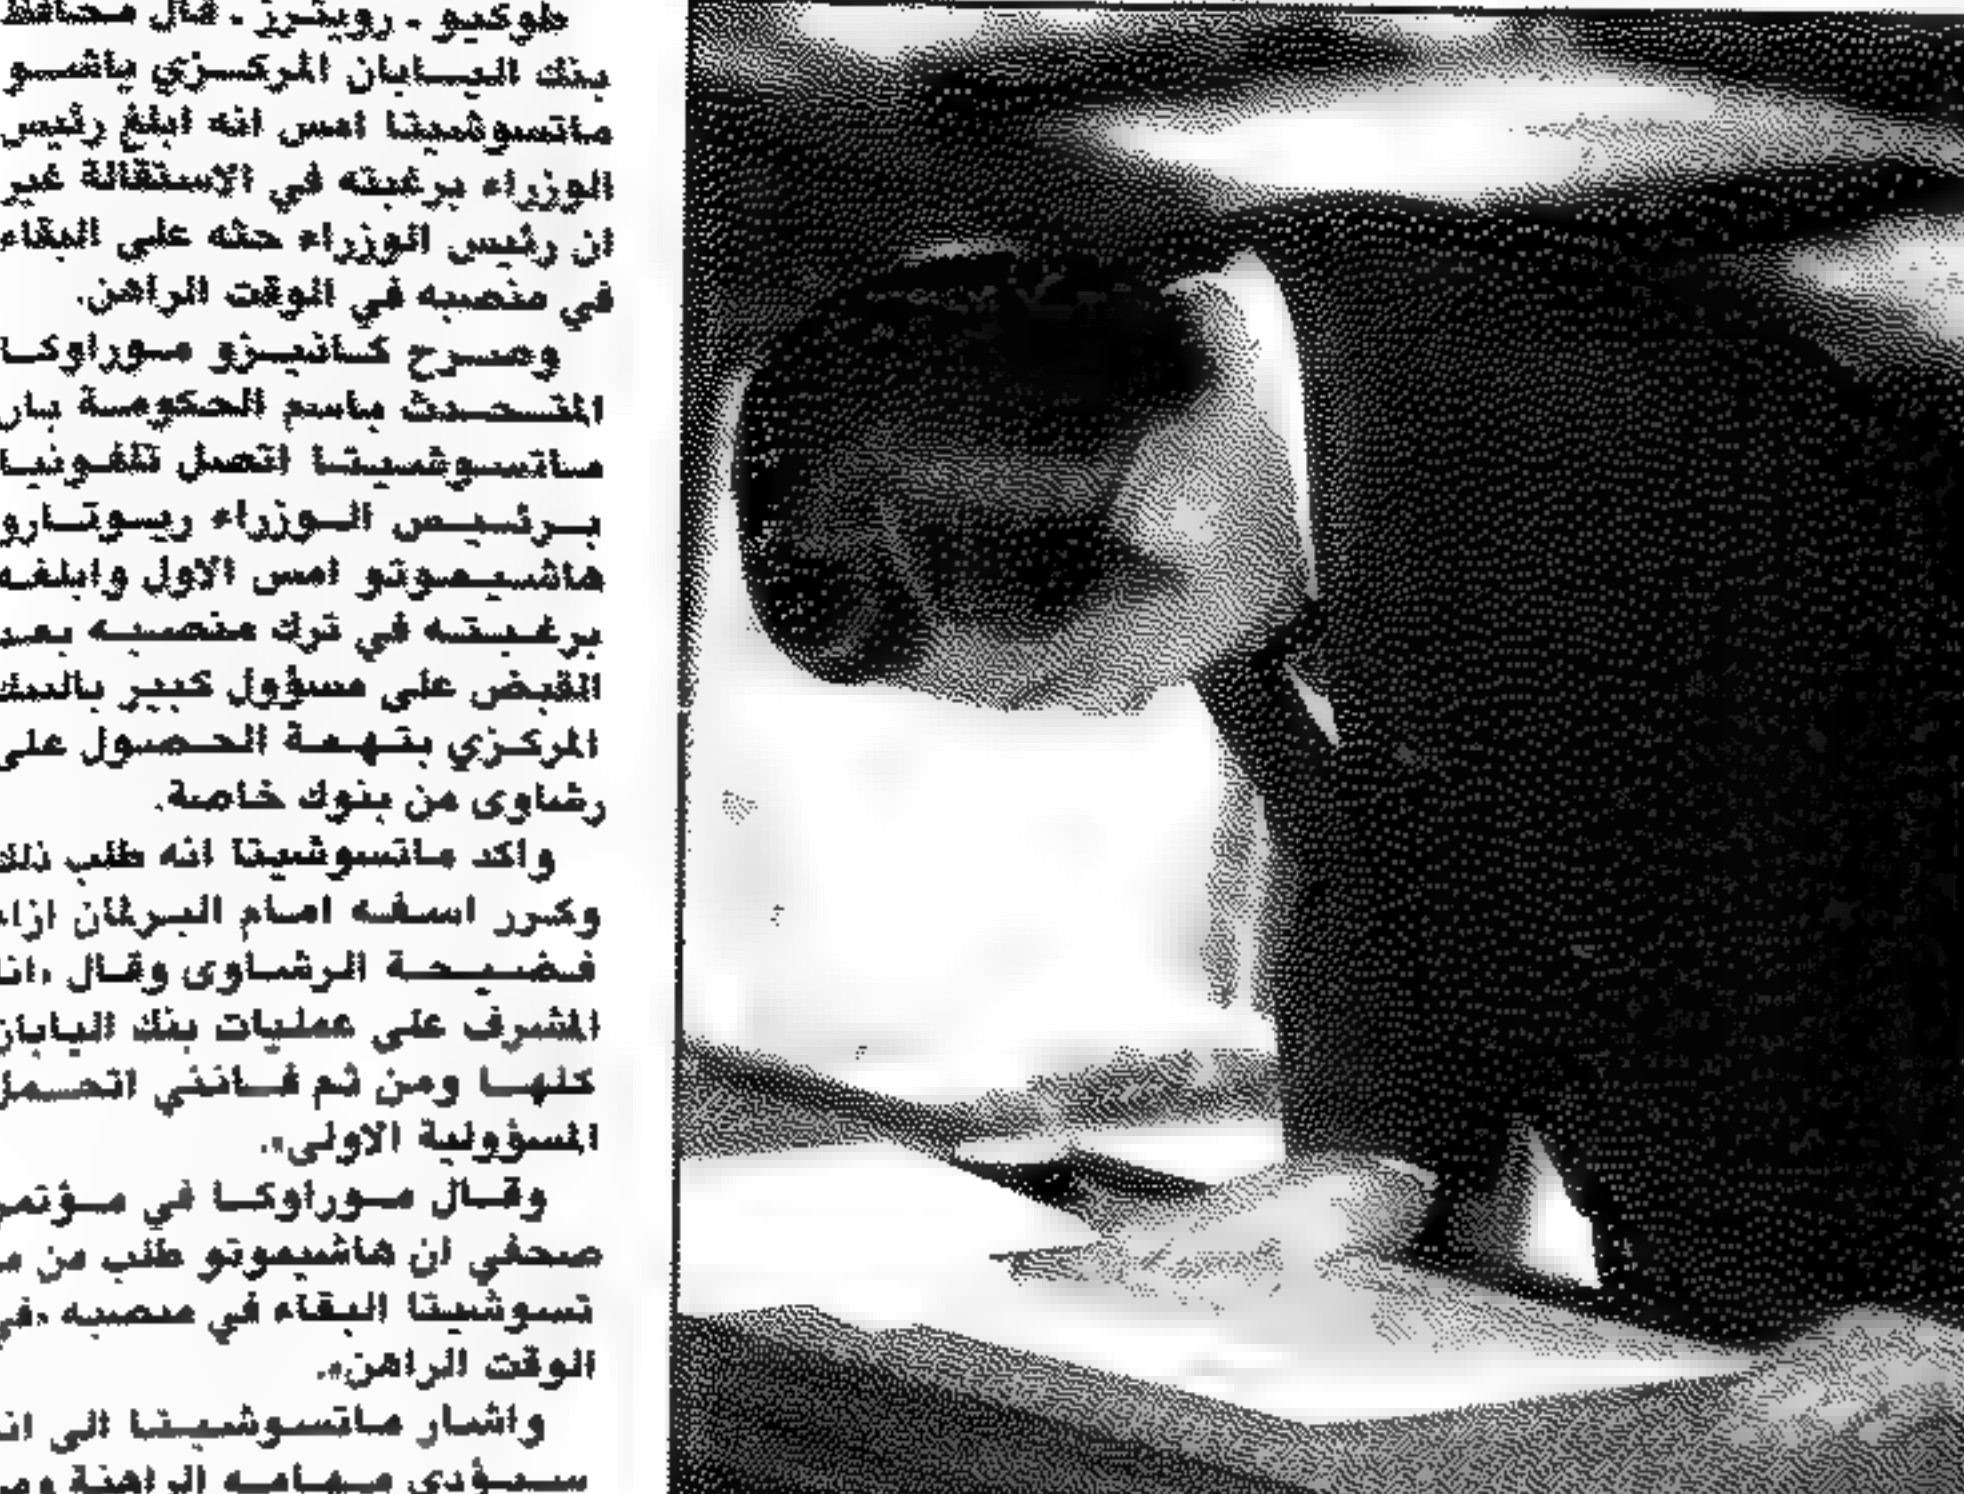 طوكيو - رويترز - قال محافظ
بنك اليابان المركزي ياشو
ماتسوشيتا امس انه ابلغ رئيس
الوزراء برغبته في الاستقالة غير
ان رئيس الوزراء حثه على البقاء
في منصبه في الوقت الراهن.
وصرح كانيزو موراوكا
المتحدث باسم الحكومة بان
ماتسوشيتا اتصل تلفونيا
برئيس الوزراء ريوتارو
هاشيموتو امس الاول وابلغه
برغبته في ترك منصبه بعد
القبض على مسؤول كبير بالبنك
المركزي بتهمة الحصول على
رشاوى من بنوك خاصة.
واكد ماتسوشيتا انه طلب ذلك
وكرر اسفه امام البرلمان ازاء
فضيحة الرشاوى وقال «انا
المشرف على عمليات بنك اليابان
كلها ومن ثم فانني اتحمل
المسؤولية الاولى».
وقال موراوكا في مؤتمر
صحفي ان هاشيموتو طلب من ما
تسوشيتا البقاء في منصبه «في
الوقت الراهن».
واشار ماتسوشيتا الى انه
سيؤدي مهامه الراهنة